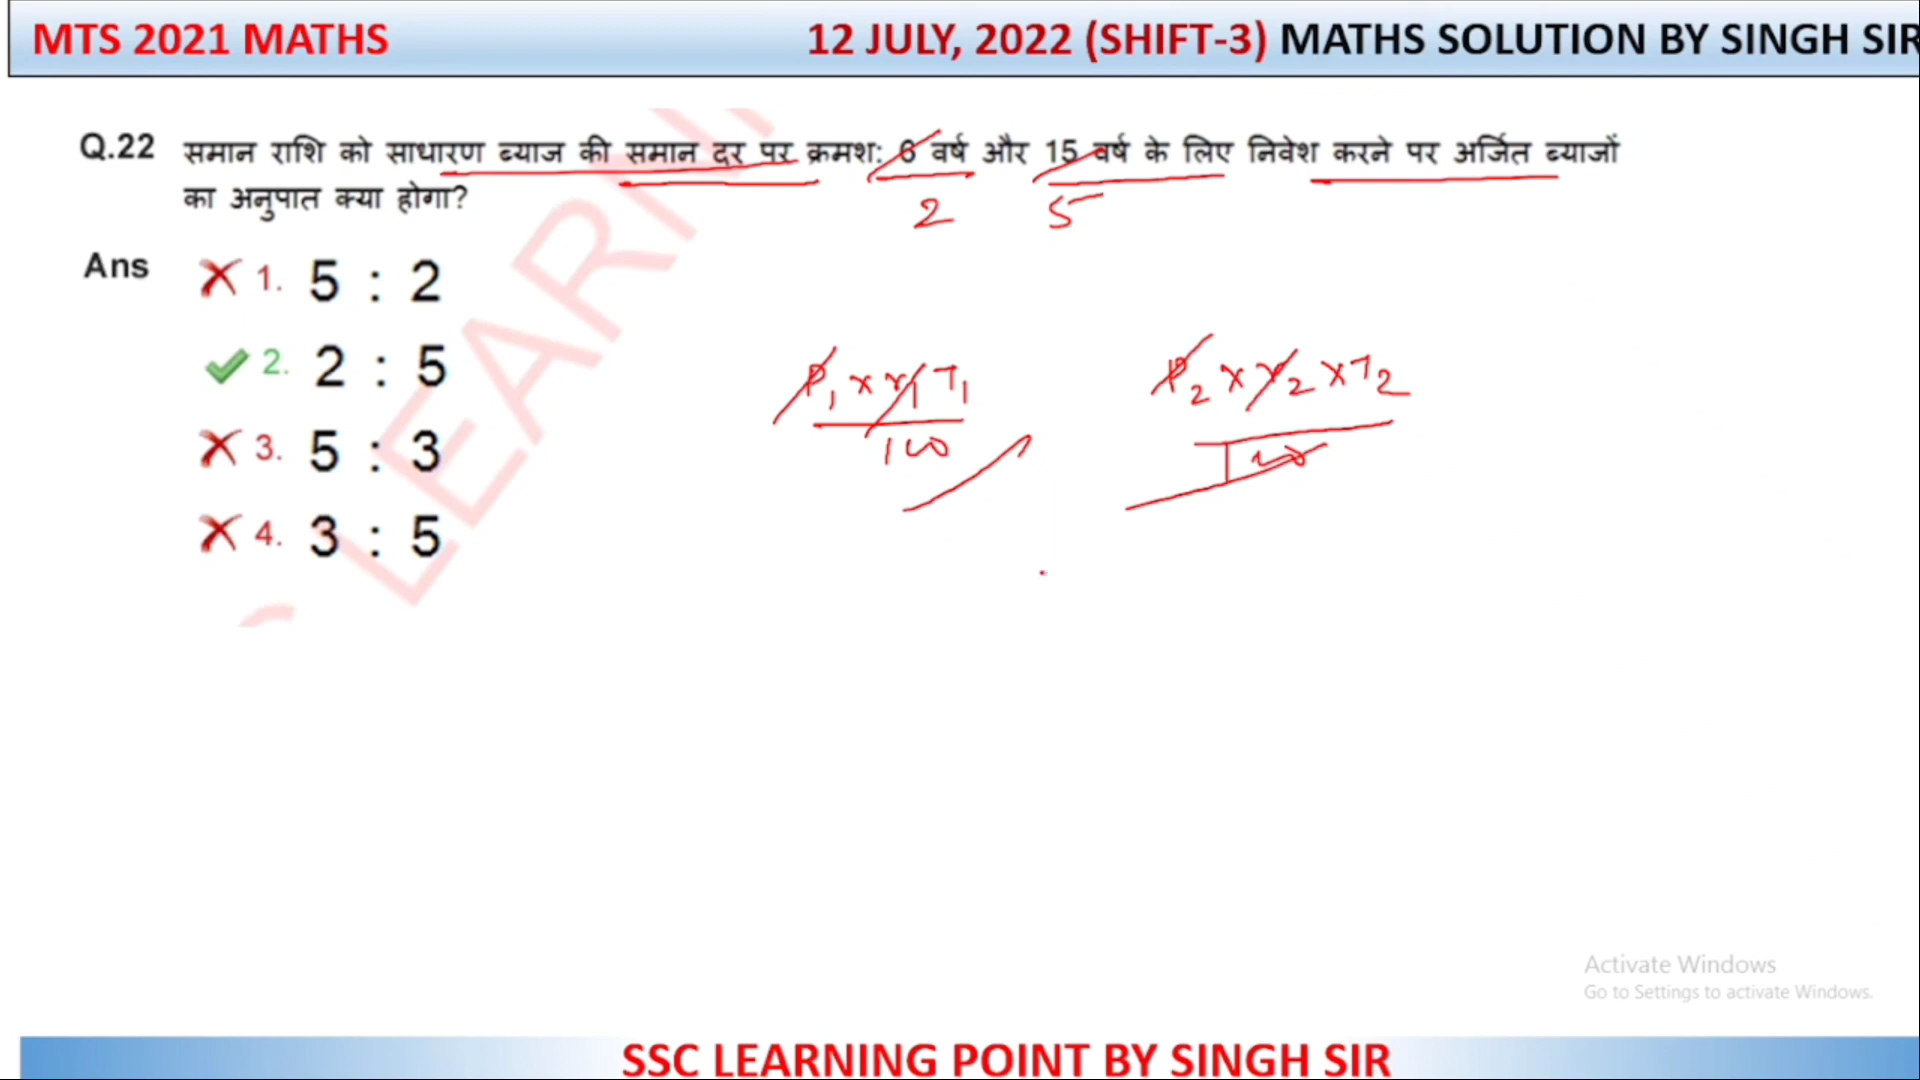 MTS 2021 MATHS 12 JULY, 2022 (SHIFT-3) MATHS SOLUTION BY SINGH SIR
Q.22 समान राशि को साधारण ब्याज की समान दर पर क्रमश: 6 वर्ष और 15 वर्ष के लिए निवेश करने पर अर्जित ब्याजों
का अनुपात क्या होगा?
2 5
Ans 1. 5 : 2
2. 2 : 5
3. 5 : 3
4. 3 : 5
P₁ x r₁ T₁ P₂ x r₂ x T₂
100 100
LEARN
Activate Windows
Go to Settings to activate Windows.
SSC LEARNING POINT BY SINGH SIR